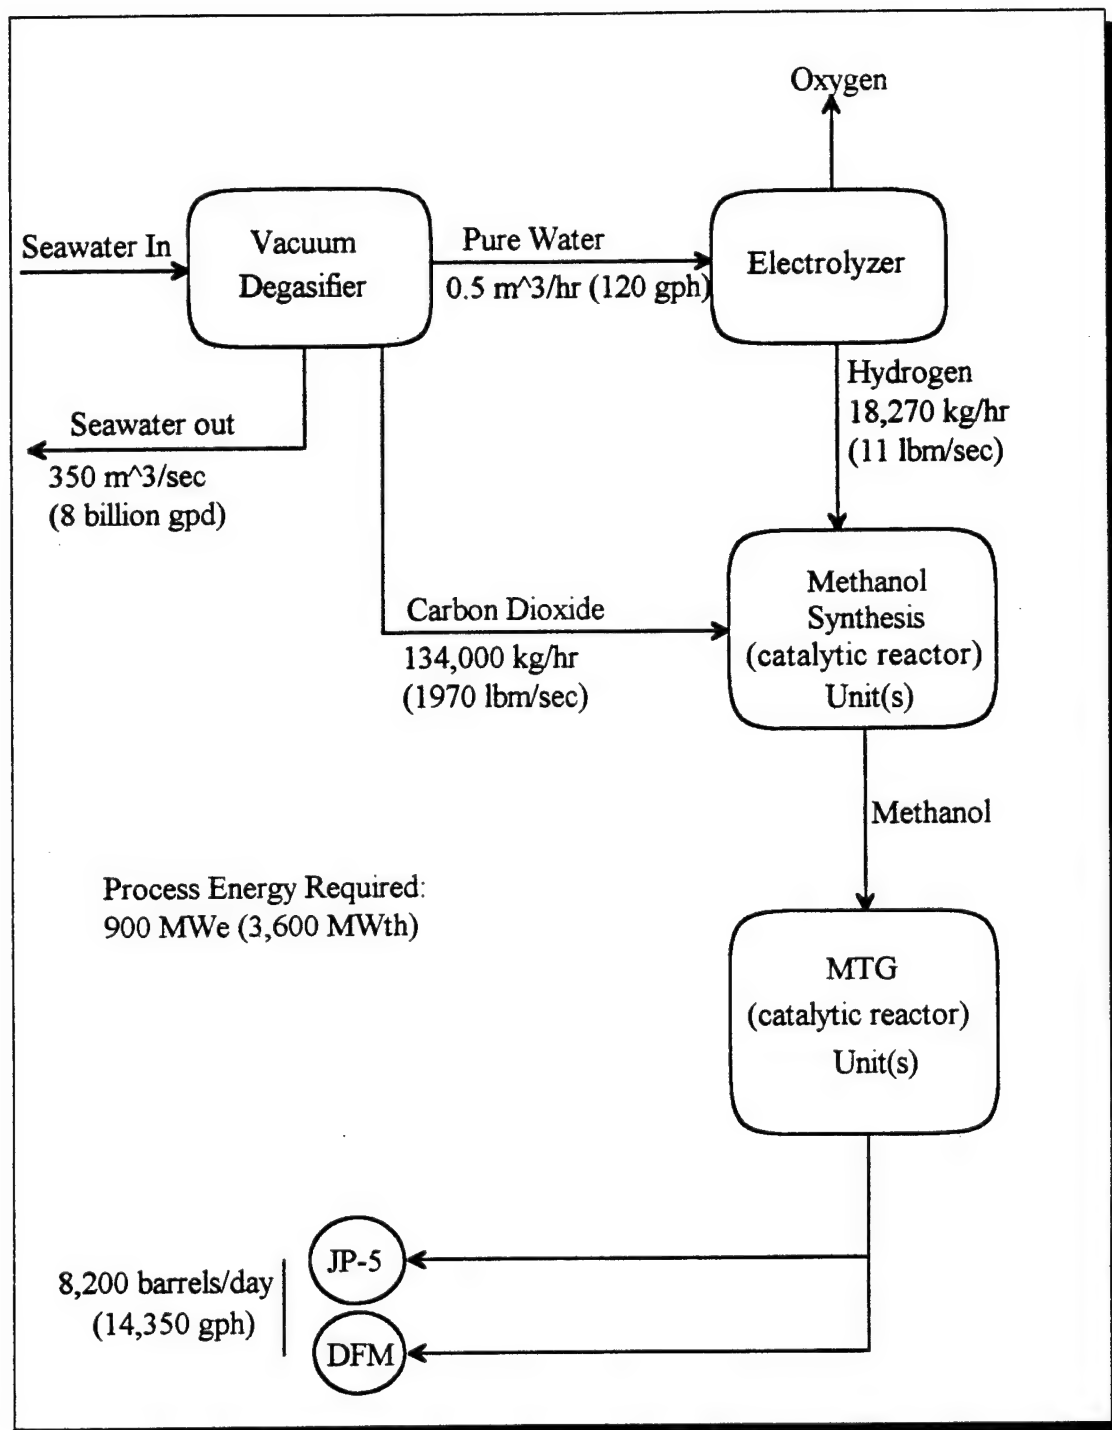 Oxygen
Seawater In
Vacuum
Degasifier
Pure Water
0.5 m^3/hr (120 gph)
Electrolyzer
Hydrogen
18,270 kg/hr
(11 lbm/sec)
Seawater out
350 m^3/sec
(8 billion gpd)
Carbon Dioxide
134,000 kg/hr
(1970 lbm/sec)
Methanol
Synthesis
(catalytic reactor)
Unit(s)
Methanol
Process Energy Required:
900 MWe (3,600 MWth)
MTG
(catalytic reactor)
Unit(s)
8,200 barrels/day
(14,350 gph)
JP-5
DFM